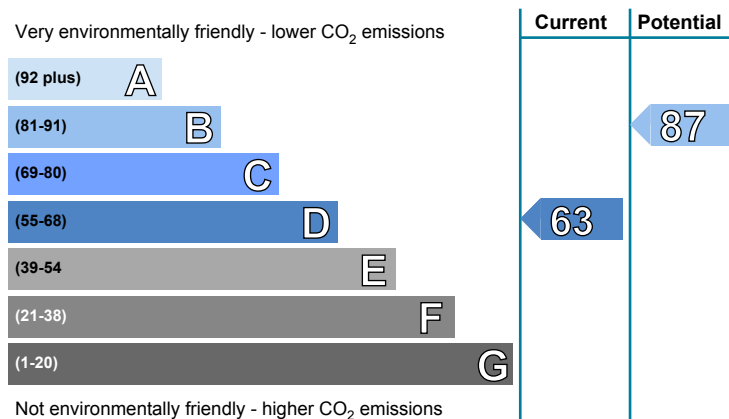 Current Potential
Very environmentally friendly - lower CO₂ emissions
(92 plus) A
(81-91) B 87
(69-80) C
(55-68) D 63
(39-54 E
(21-38) F
(1-20) G
Not environmentally friendly - higher CO₂ emissions